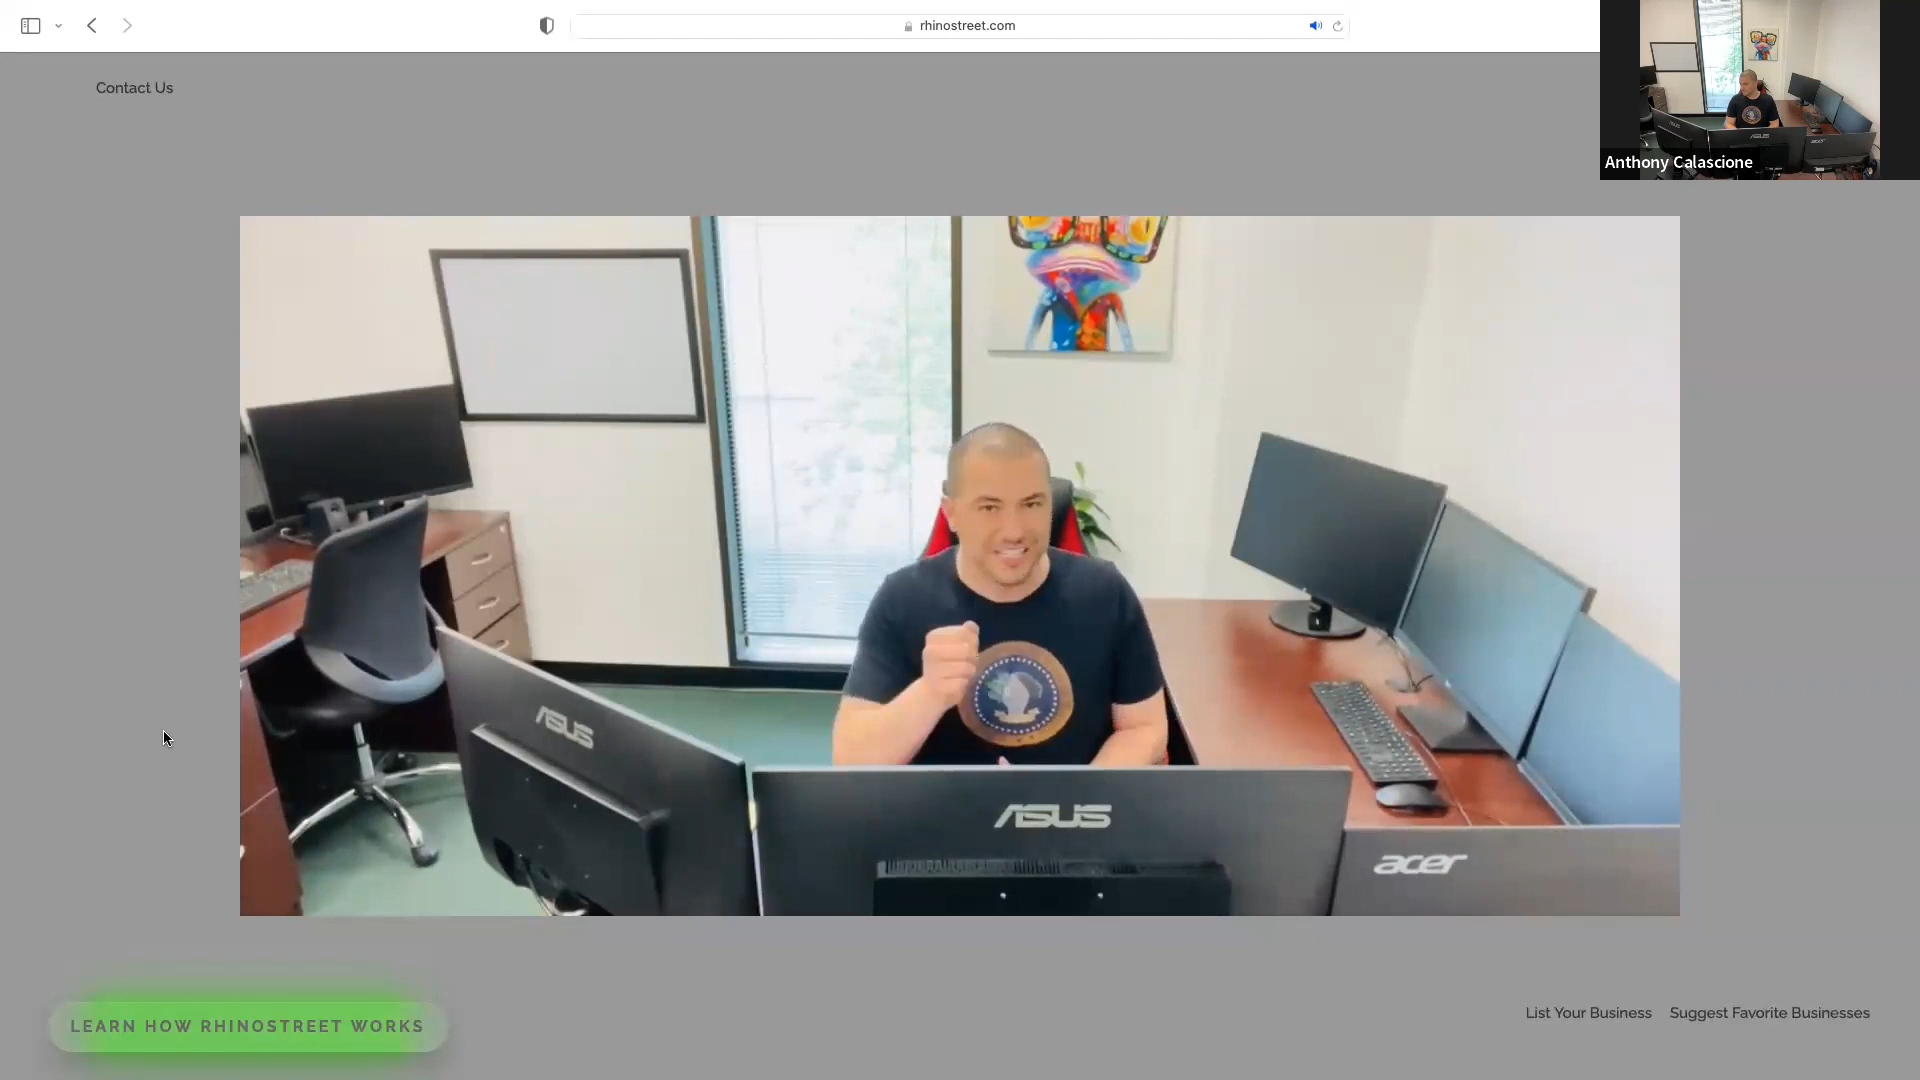 rhinostreet.com
Contact Us
Anthony Calascione
ASUS
ASUS
acer
LEARN HOW RHINOSTREET WORKS
List Your Business
Suggest Favorite Businesses